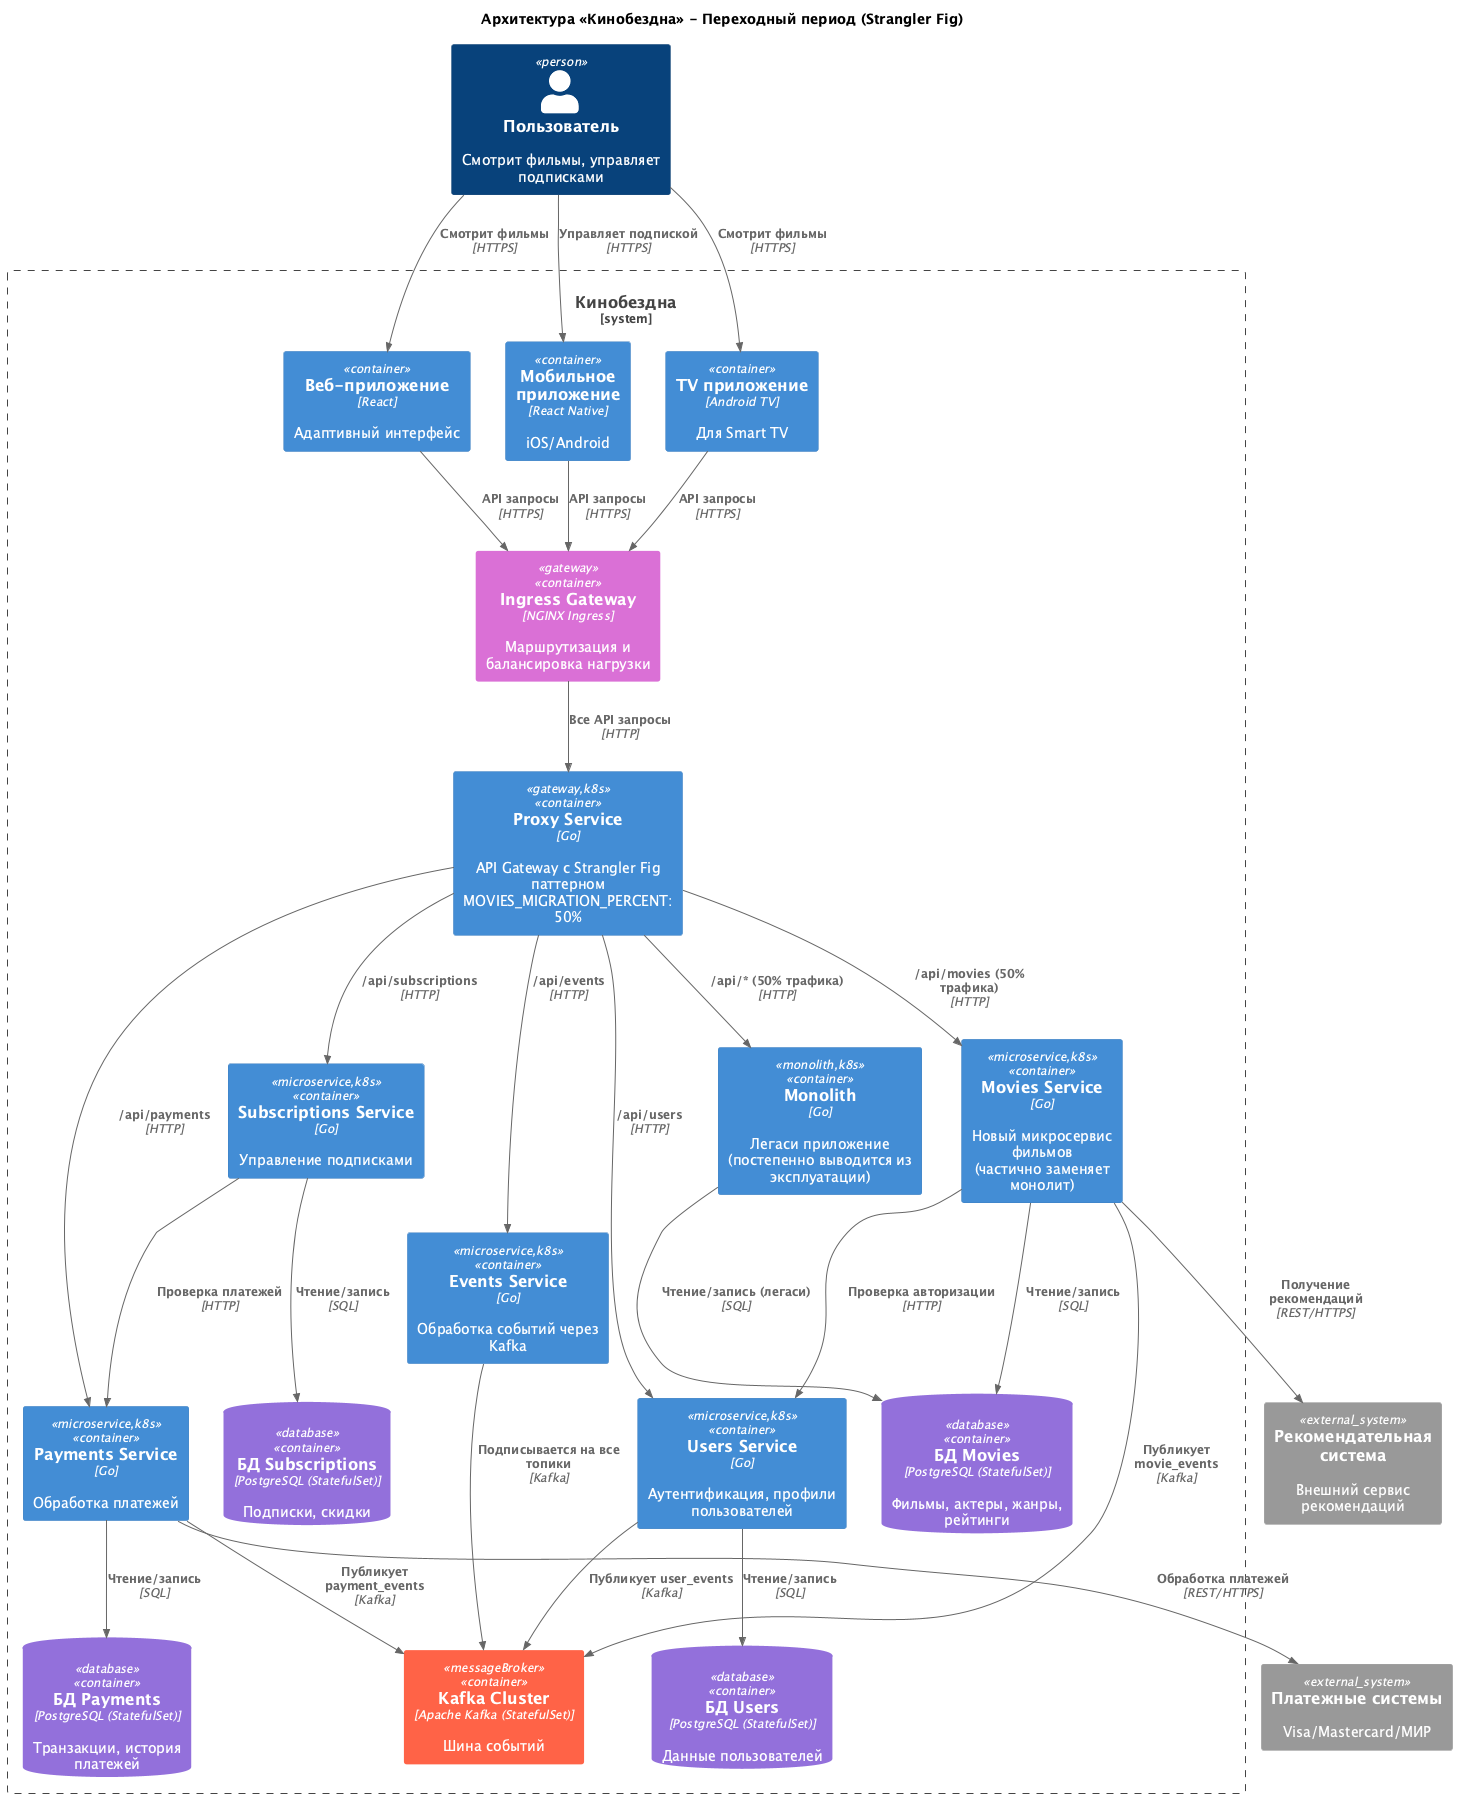 Архитектура «Кинобездна» – Переходный период (Strangler Fig)
«person»
Пользователь
Смотрит фильмы, управляет
подписками
Смотрит фильмы
[HTTPS]
Управляет подпиской
[HTTPS]
Смотрит фильмы
[HTTPS]
Кинобездна
[system]
«container»
Веб-приложение
[React]
Адаптивный интерфейс
«container»
Мобильное
приложение
[React Native]
iOS/Android
«container»
TV приложение
[Android TV]
Для Smart TV
API запросы
[HTTPS]
API запросы
[HTTPS]
API запросы
[HTTPS]
«gateway»
«container»
Ingress Gateway
[NGINX Ingress]
Маршрутизация и
балансировка нагрузки
Все API запросы
[HTTP]
«gateway,k8s»
«container»
Proxy Service
[Go]
API Gateway с Strangler Fig
паттерном
MOVIES_MIGRATION_PERCENT:
50%
/api/subscriptions
[HTTP]
/api/events
[HTTP]
/api/* (50% трафика)
[HTTP]
/api/movies (50%
трафика)
[HTTP]
/api/payments
[HTTP]
«microservice,k8s»
«container»
Subscriptions Service
[Go]
Управление подписками
/api/users
[HTTP]
«monolith,k8s»
«container»
Monolith
[Go]
Легаси приложение
(постепенно выводится из
эксплуатации)
«microservice,k8s»
«container»
Movies Service
[Go]
Новый микросервис
фильмов
(частично заменяет
монолит)
Проверка платежей
[HTTP]
Чтение/запись
[SQL]
«microservice,k8s»
«container»
Events Service
[Go]
Обработка событий через
Kafka
Чтение/запись (легаси)
[SQL]
Проверка авторизации
[HTTP]
Чтение/запись
[SQL]
Получение
рекомендаций
[REST/HTTPS]
«microservice,k8s»
«container»
Payments Service
[Go]
Обработка платежей
«database»
«container»
БД Subscriptions
[PostgreSQL (StatefulSet)]
Подписки, скидки
Подписывается на все
топики
[Kafka]
«microservice,k8s»
«container»
Users Service
[Go]
Аутентификация, профили
пользователей
«database»
«container»
БД Movies
[PostgreSQL (StatefulSet)]
Фильмы, актеры, жанры,
рейтинги
Публикует
movie_events
[Kafka]
«external_system»
Рекомендательная
система
Внешний сервис
рекомендаций
Чтение/запись
[SQL]
Публикует
payment_events
[Kafka]
Публикует user_events
[Kafka]
Чтение/запись
[SQL]
Обработка платежей
[REST/HTTPS]
«database»
«container»
БД Payments
[PostgreSQL (StatefulSet)]
Транзакции, история
платежей
«messageBroker»
«container»
Kafka Cluster
[Apache Kafka (StatefulSet)]
Шина событий
«database»
«container»
БД Users
[PostgreSQL (StatefulSet)]
Данные пользователей
«external_system»
Платежные системы
Visa/Mastercard/МИР